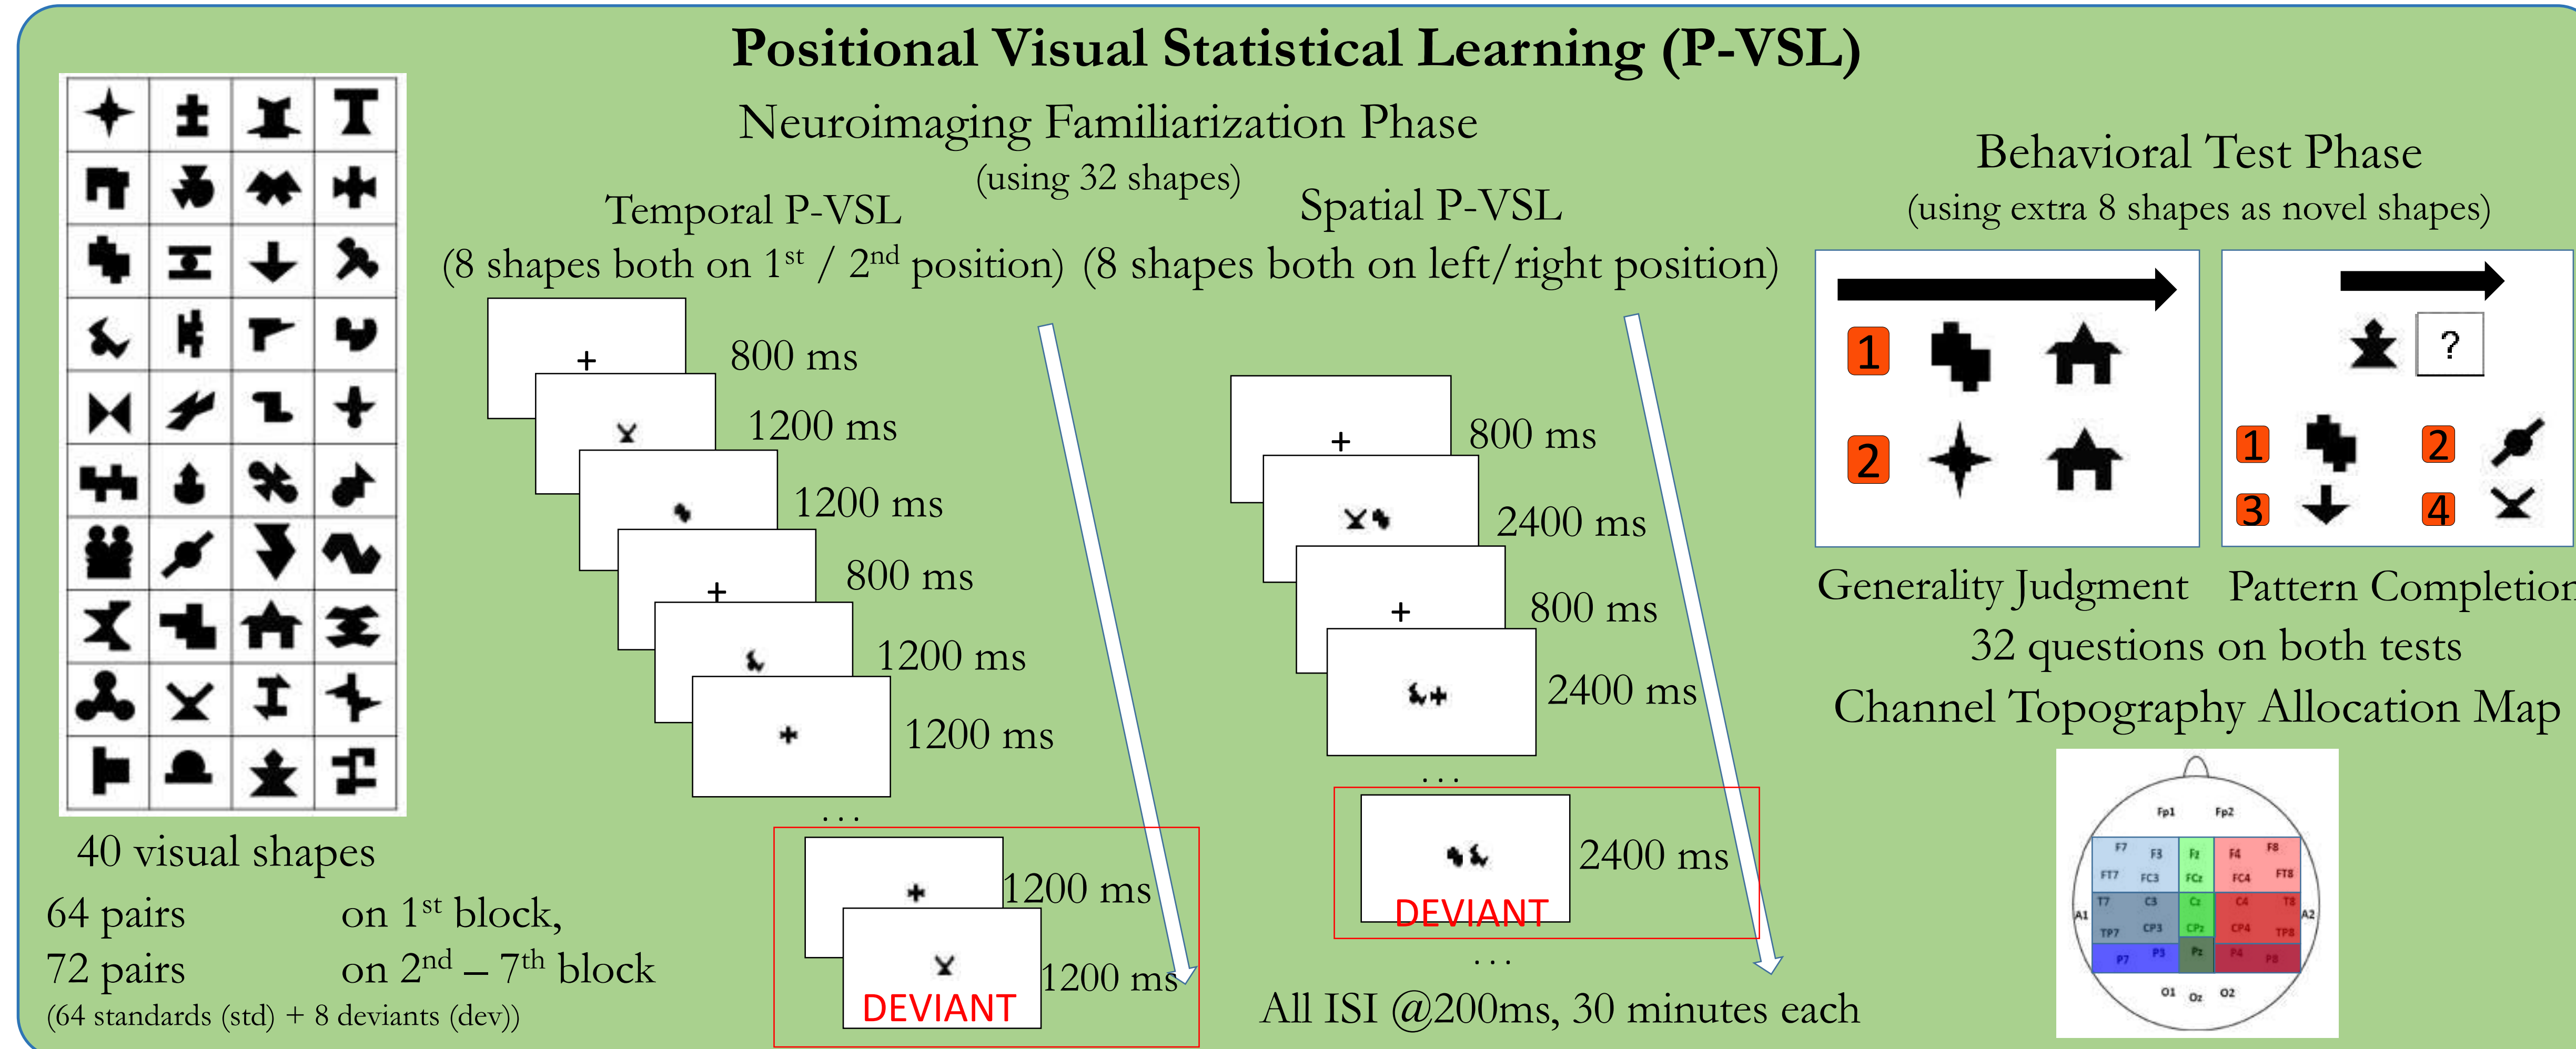 Positional Visual Statistical Learning (P-VSL)
Neuroimaging Familiarization Phase
(using 32 shapes)
Temporal P-VSL
(8 shapes both on 1st / 2nd position)
800 ms
1200 ms
1200 ms
800 ms
1200 ms
1200 ms
. . .
1200 ms
1200 ms
DEVIANT
Spatial P-VSL
(8 shapes both on left/right position)
800 ms
2400 ms
800 ms
2400 ms
. . .
2400 ms
DEVIANT
. . .
All ISI @200ms, 30 minutes each
40 visual shapes
64 pairs on 1st block,
72 pairs on 2nd – 7th block
(64 standards (std) + 8 deviants (dev))
Behavioral Test Phase
(using extra 8 shapes as novel shapes)
1
2
?
1 2
3 4
Generality Judgment Pattern Completion
32 questions on both tests
Channel Topography Allocation Map
Fp1 Fp2
F7 F3 Fz F4 F8
FT7 FC3 FCz FC4 FT8
A1 T7 C3 Cz C4 T8 A2
TP7 CP3 CPz CP4 TP8
P7 P3 Pz P4 P8
O1 Oz O2